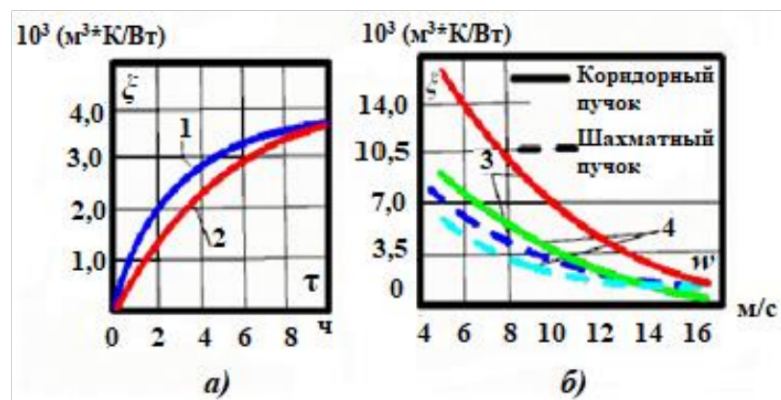 10³ (м³*К/Вт)
ξ
4,0
3,0
2,0
1,0
1
2
τ
ч
0 2 4 6 8
а)
10³ (м³*К/Вт)
ξ
14,0
10,5
7,0
3,5
0
Коридорный
пучок
Шахматный
пучок
3
4
w
м/с
4 6 8 10 12 14 16
б)